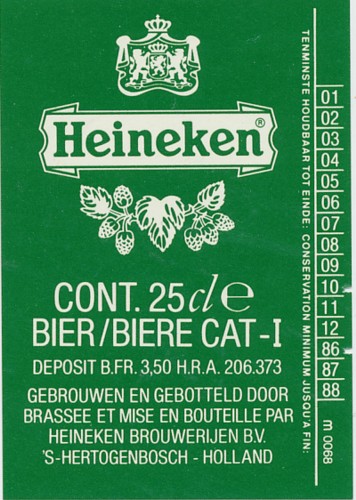 Heineken®
CONT. 25 cl e
BIER/BIERE CAT-I
DEPOSIT B.FR. 3,50 H.R.A. 206.373
GEBROUWEN EN GEBOTTELD DOOR
BRASSEE ET MISE EN BOUTEILLE PAR
HEINEKEN BROUWERIJEN B.V.
'S-HERTOGENBOSCH - HOLLAND
TENMINSTE HOUDBAAR TOT EINDE: CONSERVATION MINIMUM JUSQU'A FIN:
01
02
03
04
05
06
07
08
09
10
11
12
86
87
88
m 0068